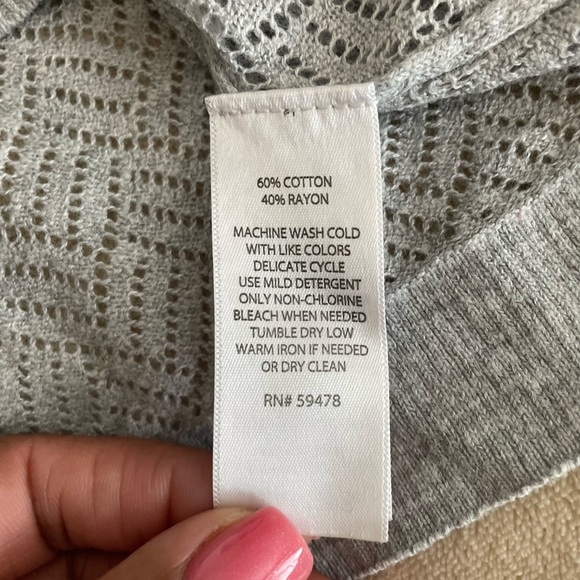 60% COTTON
40% RAYON
MACHINE WASH COLD
WITH LIKE COLORS
DELICATE CYCLE
USE MILD DETERGENT
ONLY NON-CHLORINE
BLEACH WHEN NEEDED
TUMBLE DRY LOW
WARM IRON IF NEEDED
OR DRY CLEAN
RN# 59478